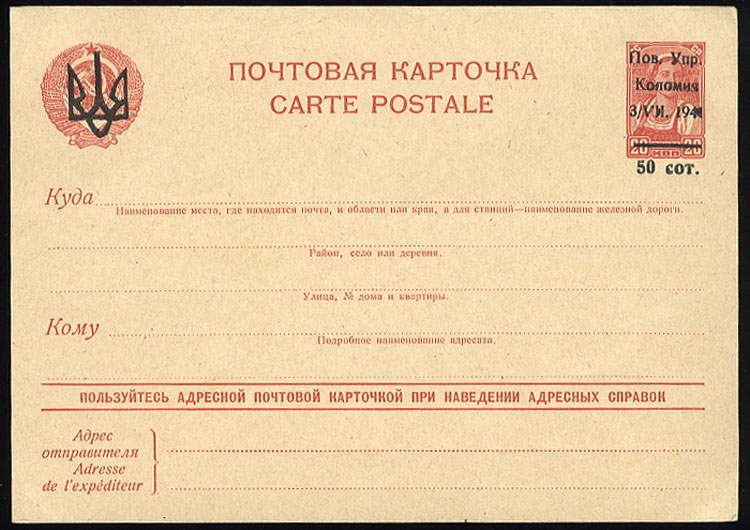 ПОЧТОВАЯ КАРТОЧКА
CARTE POSTALE
Пов. Упр.
Коломия
3/VII. 194
20 КОП 20
50 сот.
Куда
Наименование места, где находится почта, и области или края, а для станций—наименование железной дороги.
Район, село или деревня.
Улица, № дома и квартиры.
Кому
Подробное наименование адресата.
ПОЛЬЗУЙТЕСЬ АДРЕСНОЙ ПОЧТОВОЙ КАРТОЧКОЙ ПРИ НАВЕДЕНИИ АДРЕСНЫХ СПРАВОК
Адрес
отправителя
Adresse
de l'expéditeur